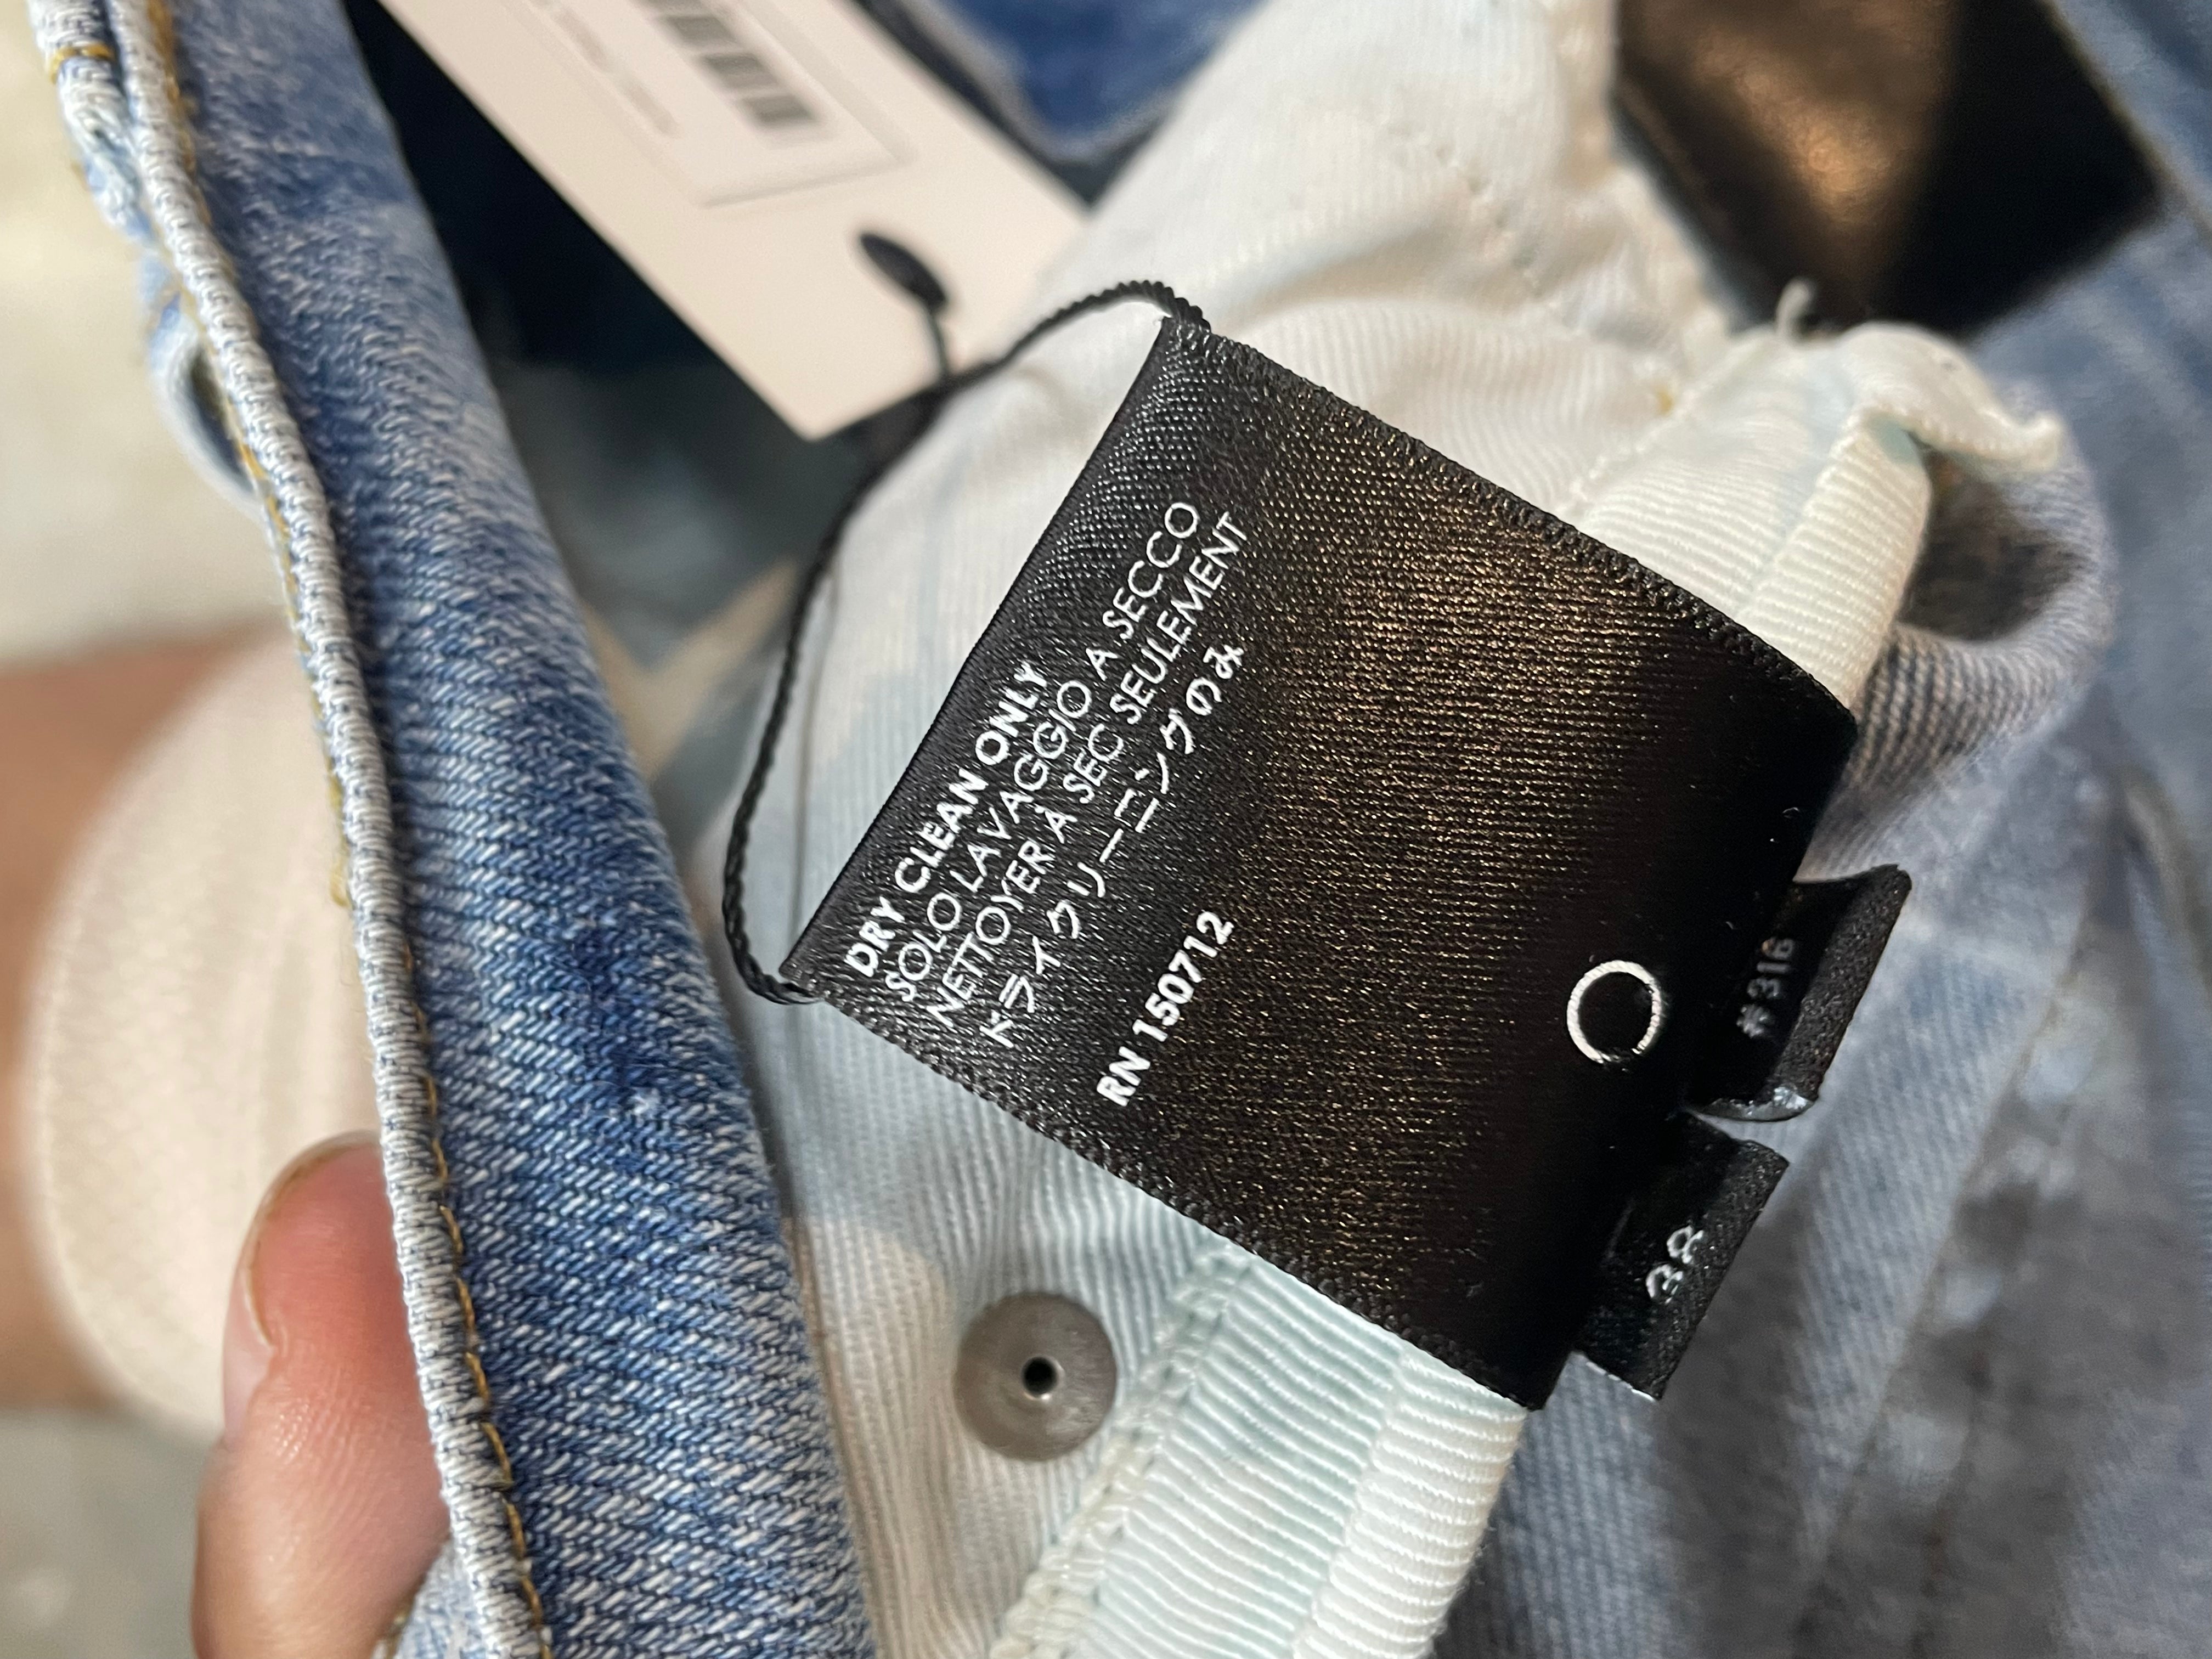 DRY CLEAN ONLY
SOLO LAVAGGIO A SECCO
NETTOYER À SEC SEULEMENT
ドライクリーニングのみ
RN 150712
#316
38